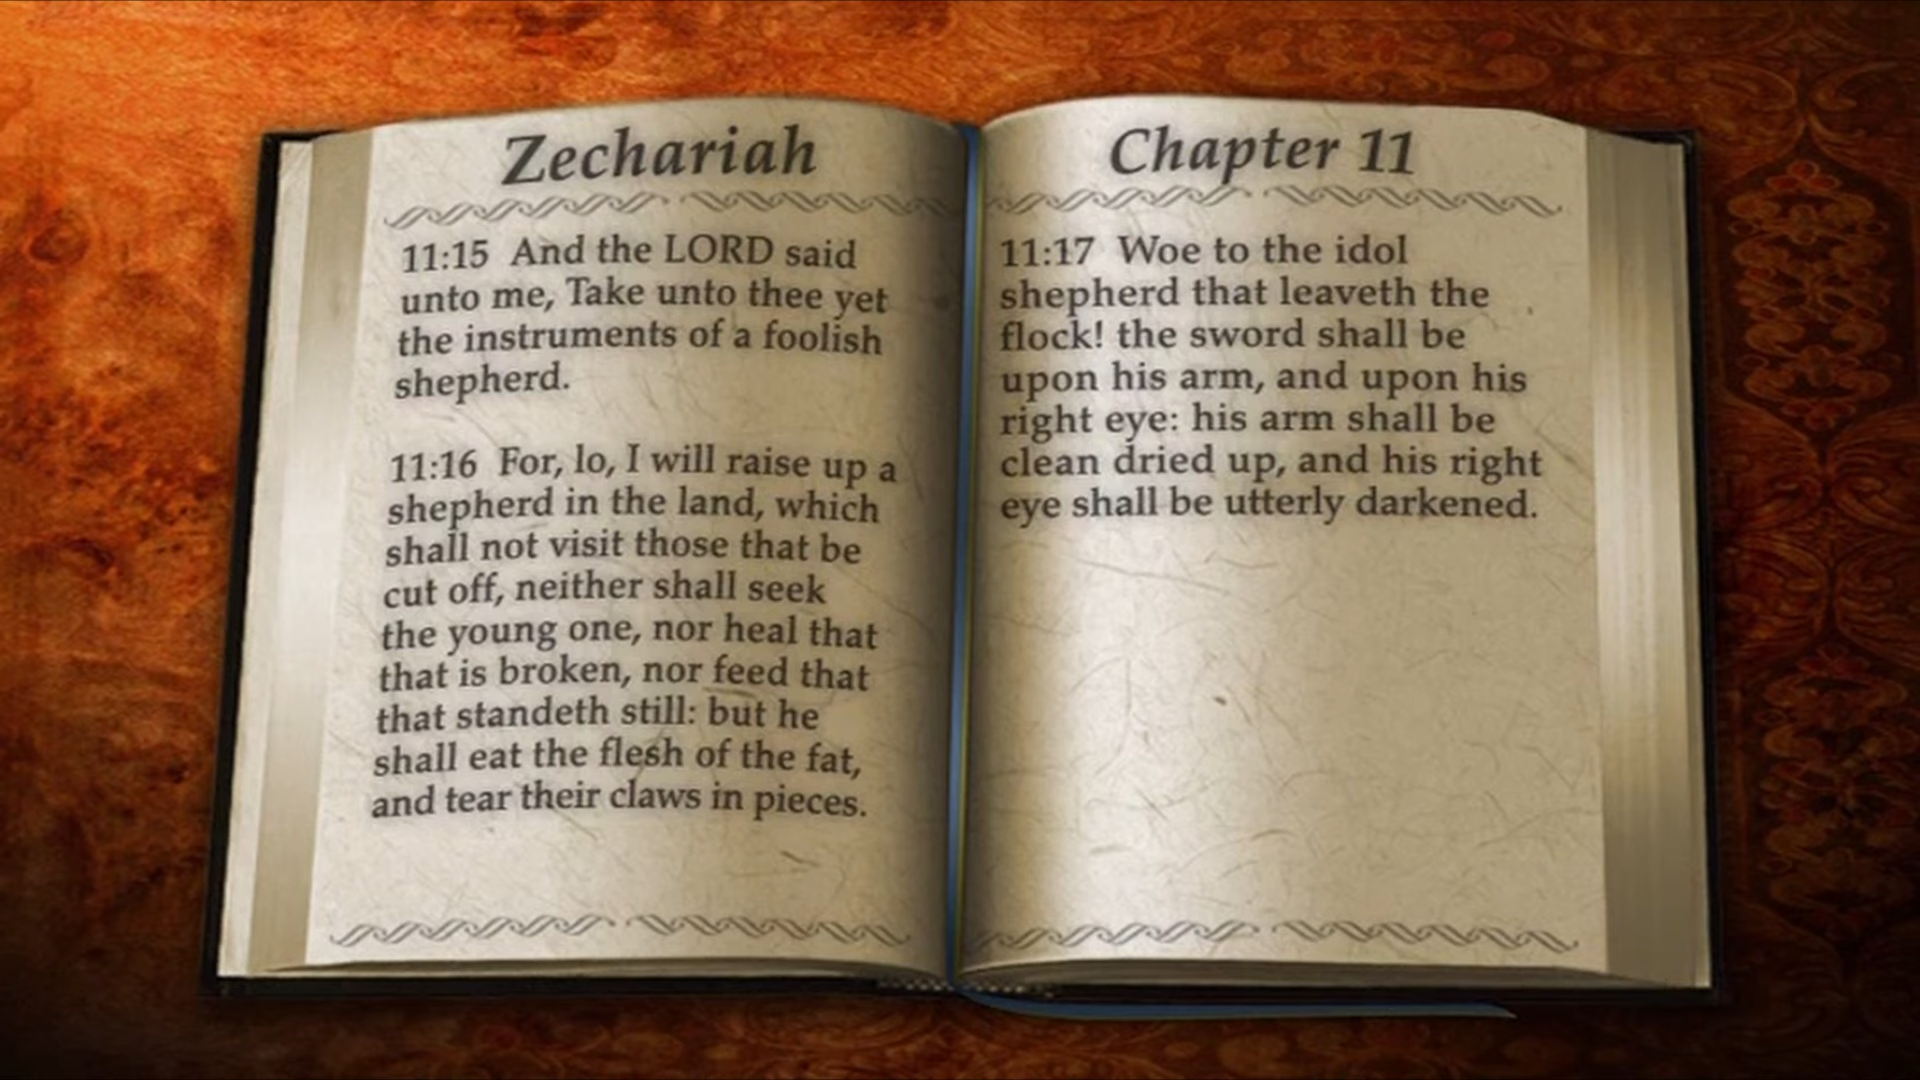 Zechariah
11:15 And the LORD said
unto me, Take unto thee yet
the instruments of a foolish
shepherd.
11:16 For, lo, I will raise up a
shepherd in the land, which
shall not visit those that be
cut off, neither shall seek
the young one, nor heal that
that is broken, nor feed that
that standeth still: but he
shall eat the flesh of the fat,
and tear their claws in pieces.
Chapter 11
11:17 Woe to the idol
shepherd that leaveth the
flock! the sword shall be
upon his arm, and upon his
right eye: his arm shall be
clean dried up, and his right
eye shall be utterly darkened.